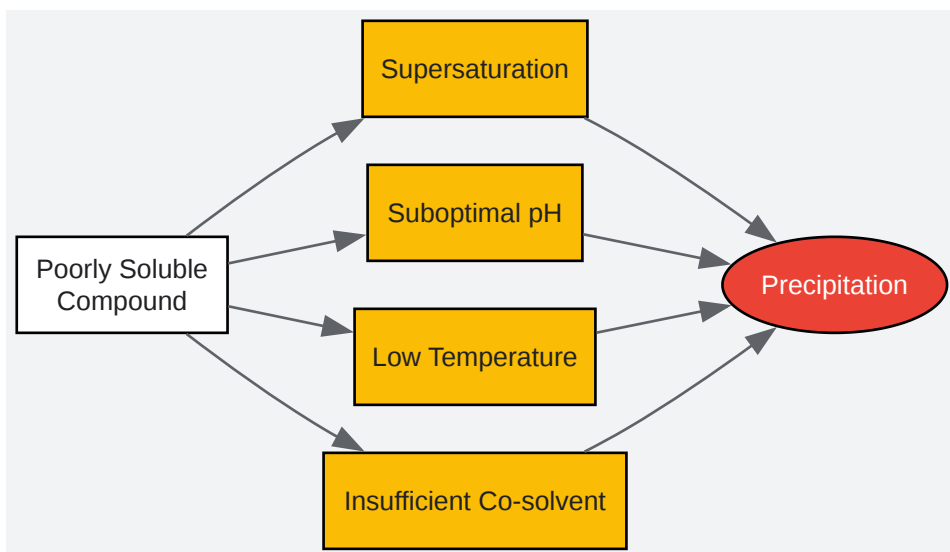 Supersaturation
Suboptimal pH
Poorly Soluble
Compound
Precipitation
Low Temperature
Insufficient Co-solvent